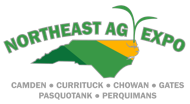 NORTHEAST AG EXPO
CAMDEN • CURRITUCK • CHOWAN • GATES
PASQUOTANK • PERQUIMANS